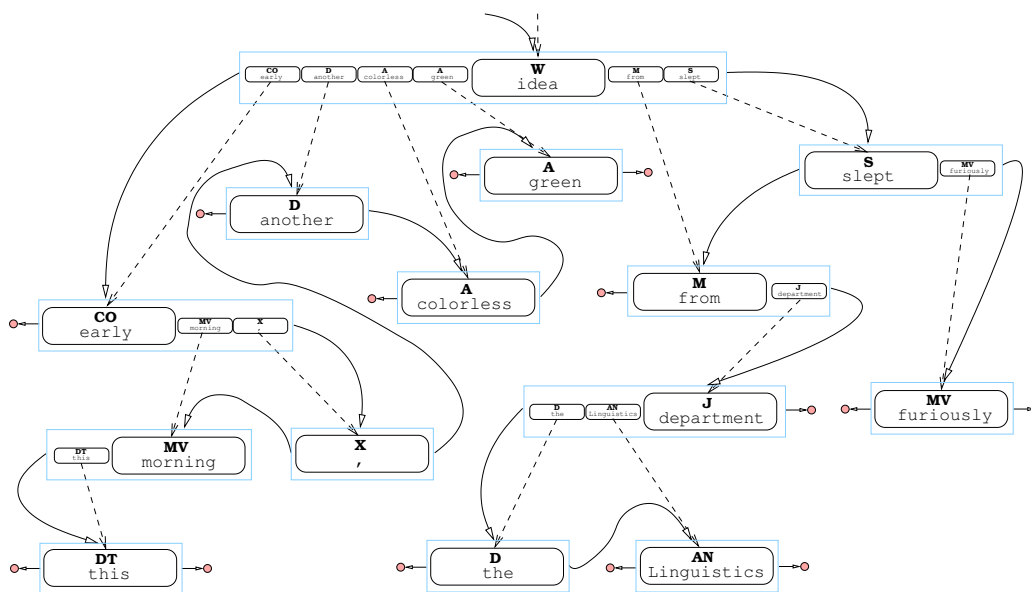 CO
early
D
another
A
colorless
A
green
W
idea
M
from
S
slept
A
green
S
slept
MV
furiously
D
another
M
from
J
department
A
colorless
CO
early
MV
morning
X
,
D
the
AN
Linguistics
J
department
MV
furiously
DT
this
MV
morning
X
,
DT
this
D
the
AN
Linguistics